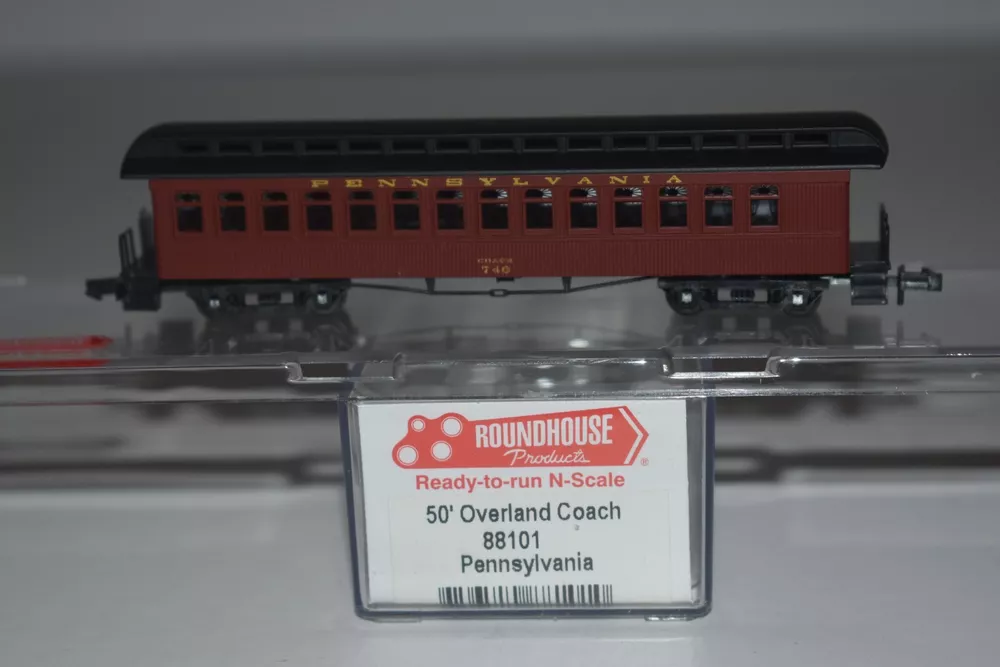 PENNSYLVANIA
COACH
740
ROUNDHOUSE
Products
®
Ready-to-run N-Scale
50' Overland Coach
88101
Pennsylvania